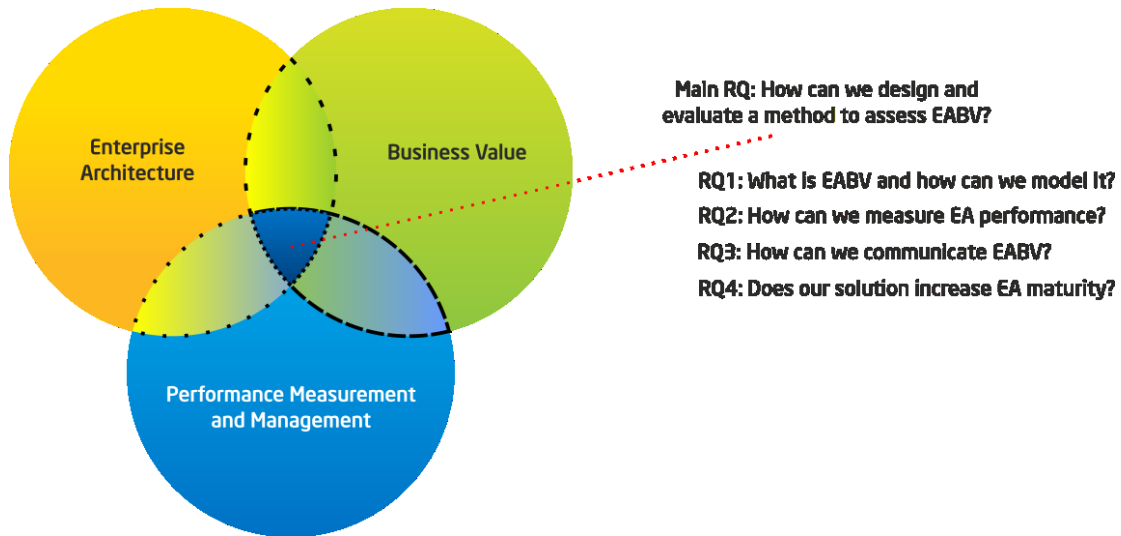 Enterprise
Architecture
Business Value
Performance Measurement
and Management
Main RQ: How can we design and
evaluate a method to assess EABV?
RQ1: What is EABV and how can we model it?
RQ2: How can we measure EA performance?
RQ3: How can we communicate EABV?
RQ4: Does our solution increase EA maturity?